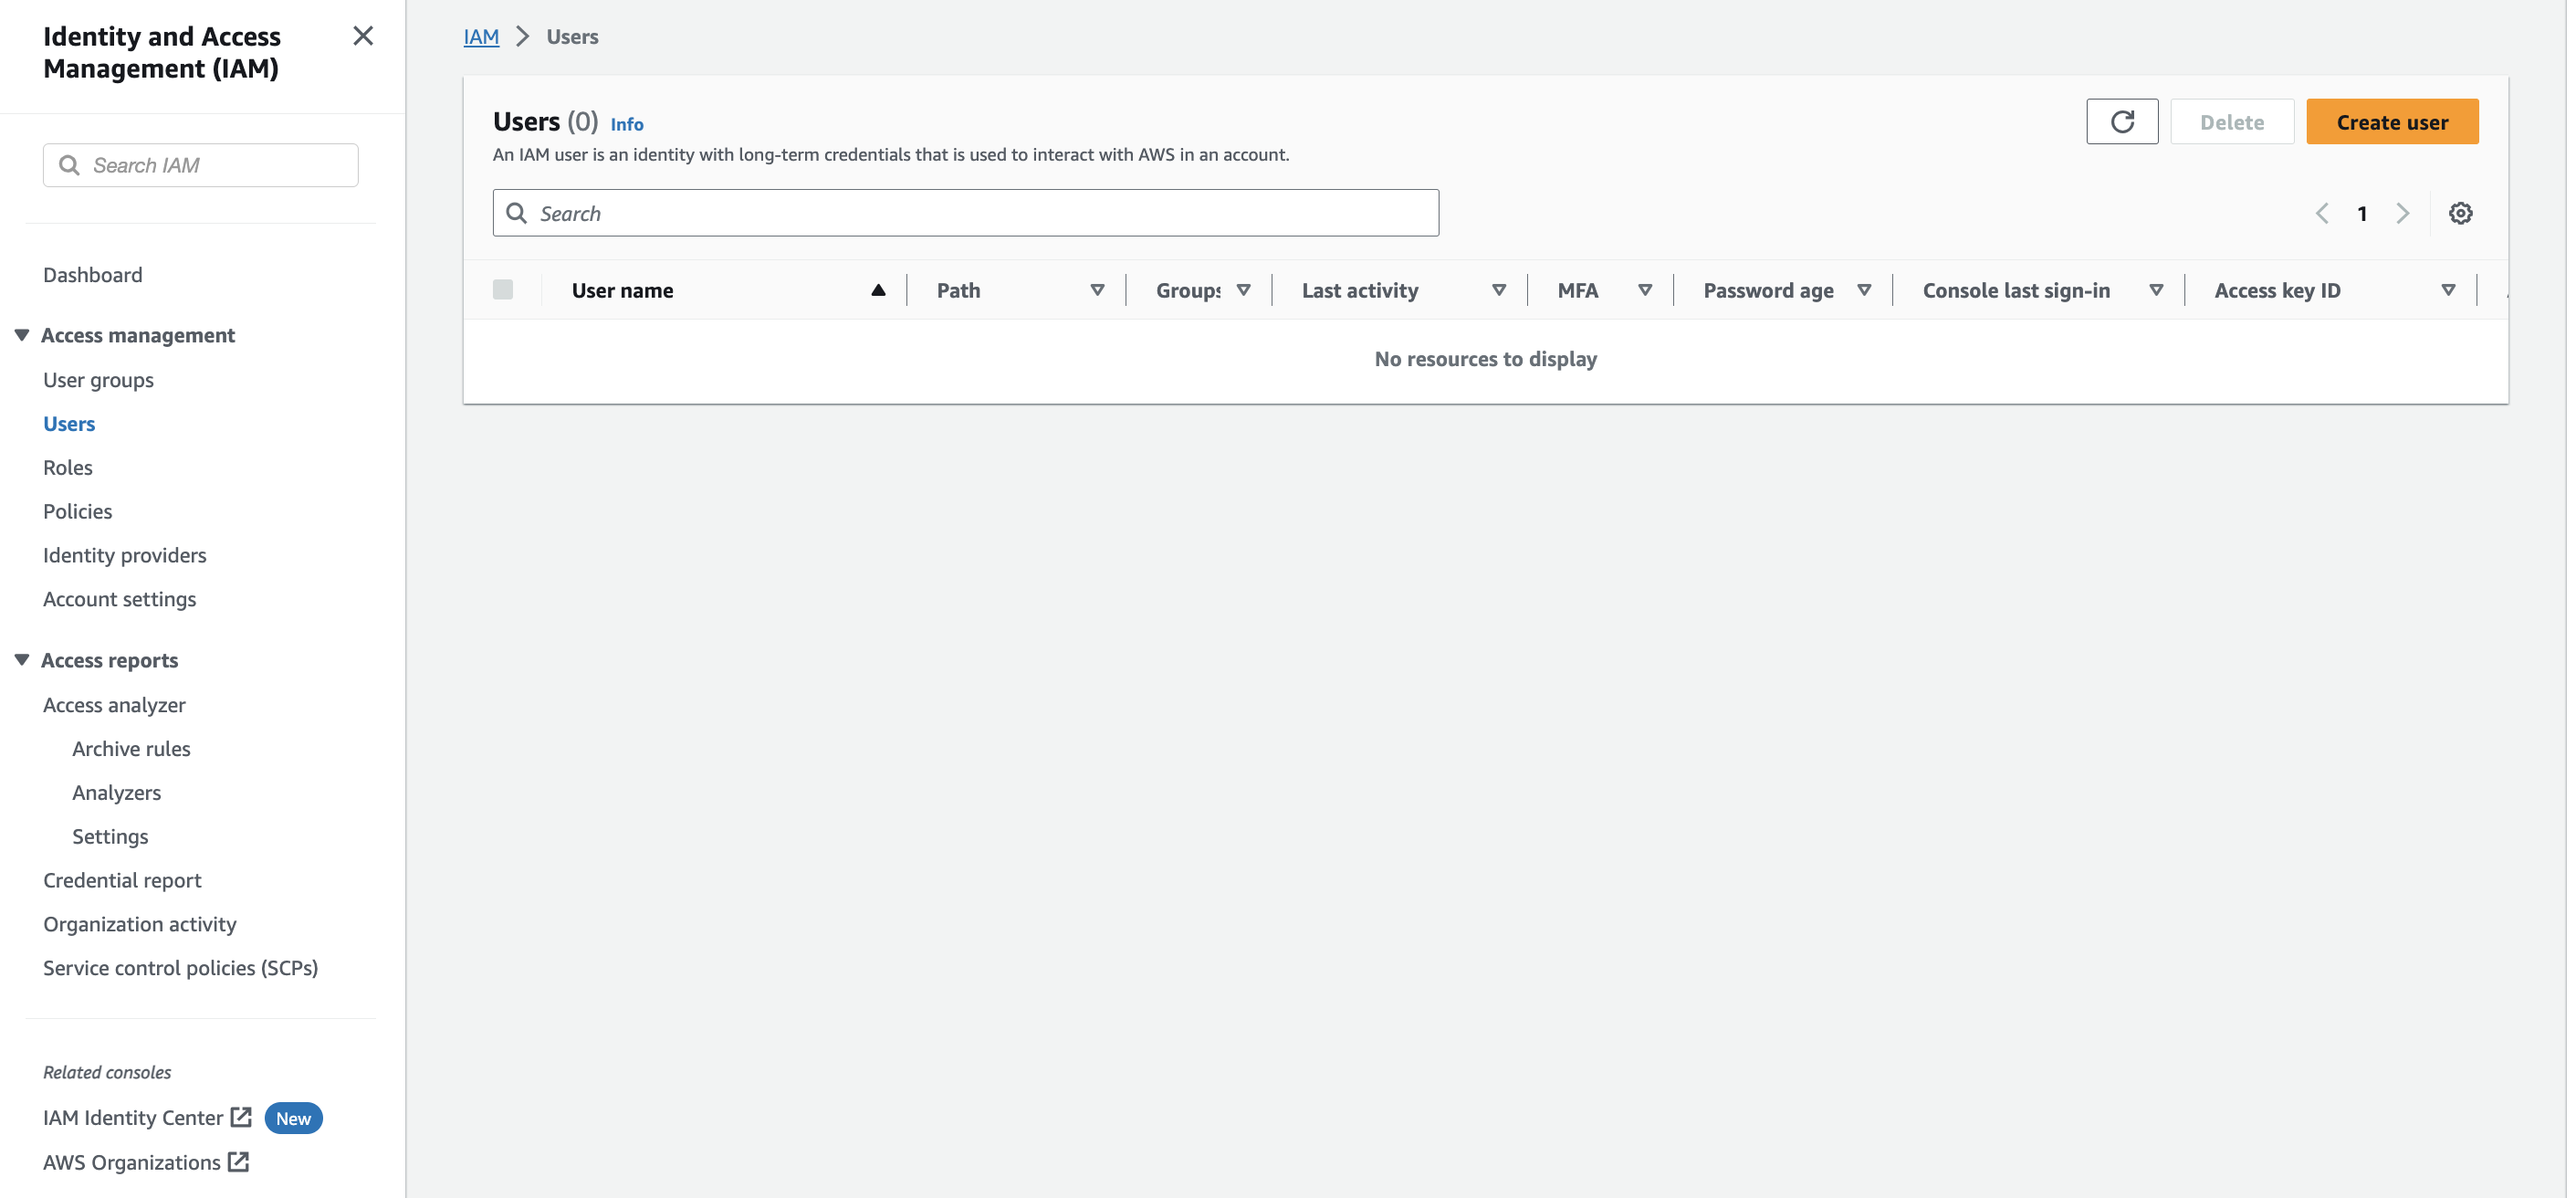 Identity and Access
Management (IAM)
Search IAM
Dashboard
Access management
User groups
Users
Roles
Policies
Identity providers
Account settings
Access reports
Access analyzer
Archive rules
Analyzers
Settings
Credential report
Organization activity
Service control policies (SCPs)
Related consoles
IAM Identity Center New
AWS Organizations
IAM Users
Users (0) Info
Delete Create user
An IAM user is an identity with long-term credentials that is used to interact with AWS in an account.
Search
1
User name Path Groups Last activity MFA Password age Console last sign-in Access key ID
No resources to display